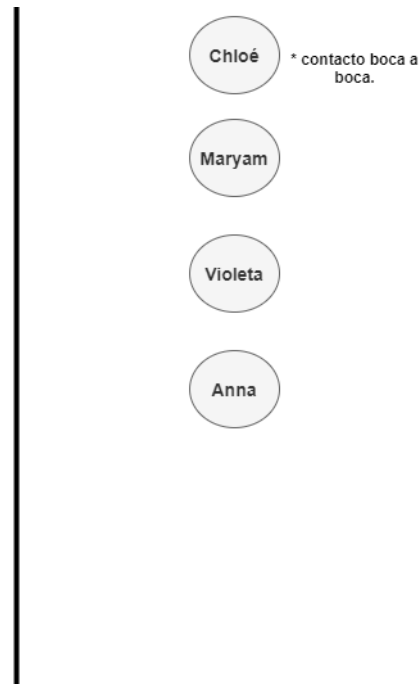 Chloé
* contacto boca a
boca.
Maryam
Violeta
Anna